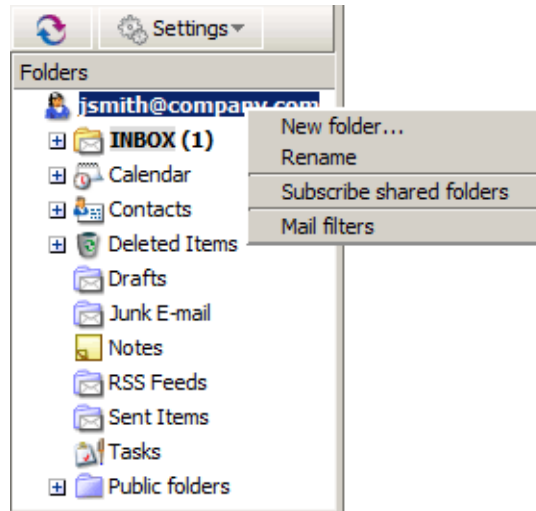 Settings
Folders
jsmith@company.com
New folder...
INBOX (1)
Rename
Calendar
Subscribe shared folders
Contacts
Mail filters
Deleted Items
Drafts
Junk E-mail
Notes
RSS Feeds
Sent Items
Tasks
Public folders